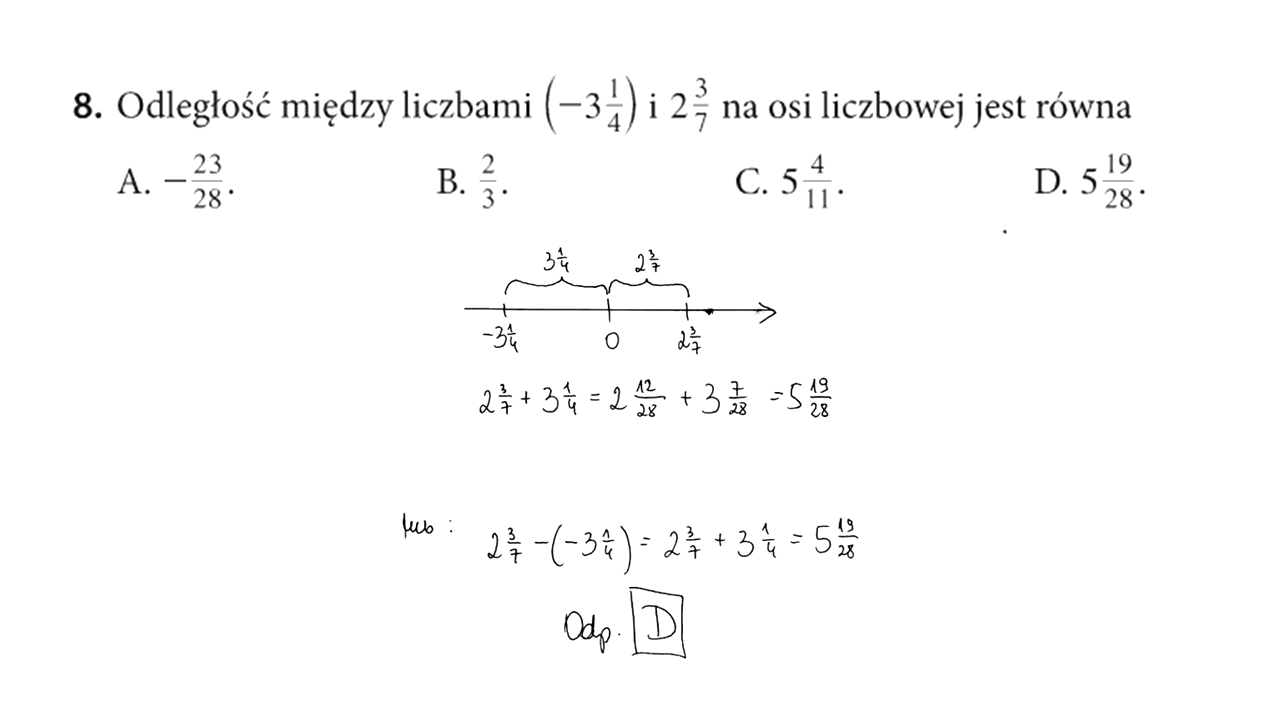 8. Odległość między liczbami (−3 1/4) i 2 3/7 na osi liczbowej jest równa
A. −23/28. B. 2/3. C. 5 4/11. D. 5 19/28.
3 1/4 2 3/7
−3 1/4 0 2 3/7
2 3/7 + 3 1/4 = 2 12/28 + 3 7/28 = 5 19/28
lub : 2 3/7 − (−3 1/4) = 2 3/7 + 3 1/4 = 5 19/28
Odp. D